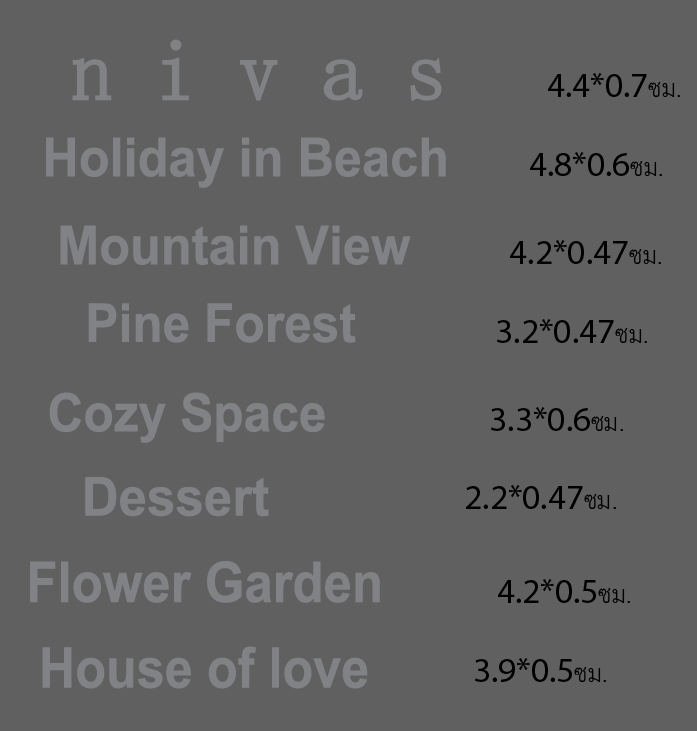 n i v a s 4.4*0.7ซม.
Holiday in Beach 4.8*0.6ซม.
Mountain View 4.2*0.47ซม.
Pine Forest 3.2*0.47ซม.
Cozy Space 3.3*0.6ซม.
Dessert 2.2*0.47ซม.
Flower Garden 4.2*0.5ซม.
House of love 3.9*0.5ซม.